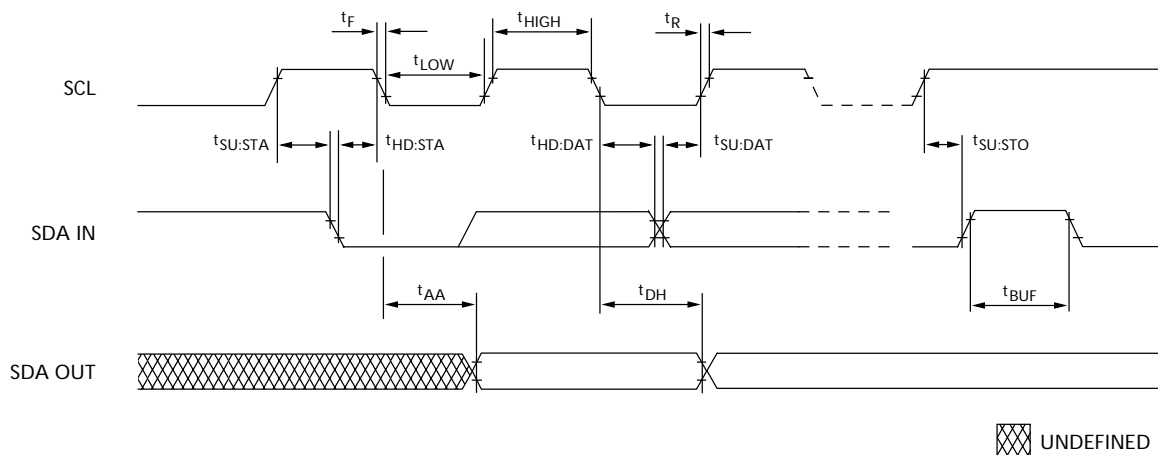 tF
tHIGH
tR
tLOW
SCL
tSU:STA
tHD:STA
tHD:DAT
tSU:DAT
tSU:STO
SDA IN
tAA
tDH
tBUF
SDA OUT
UNDEFINED